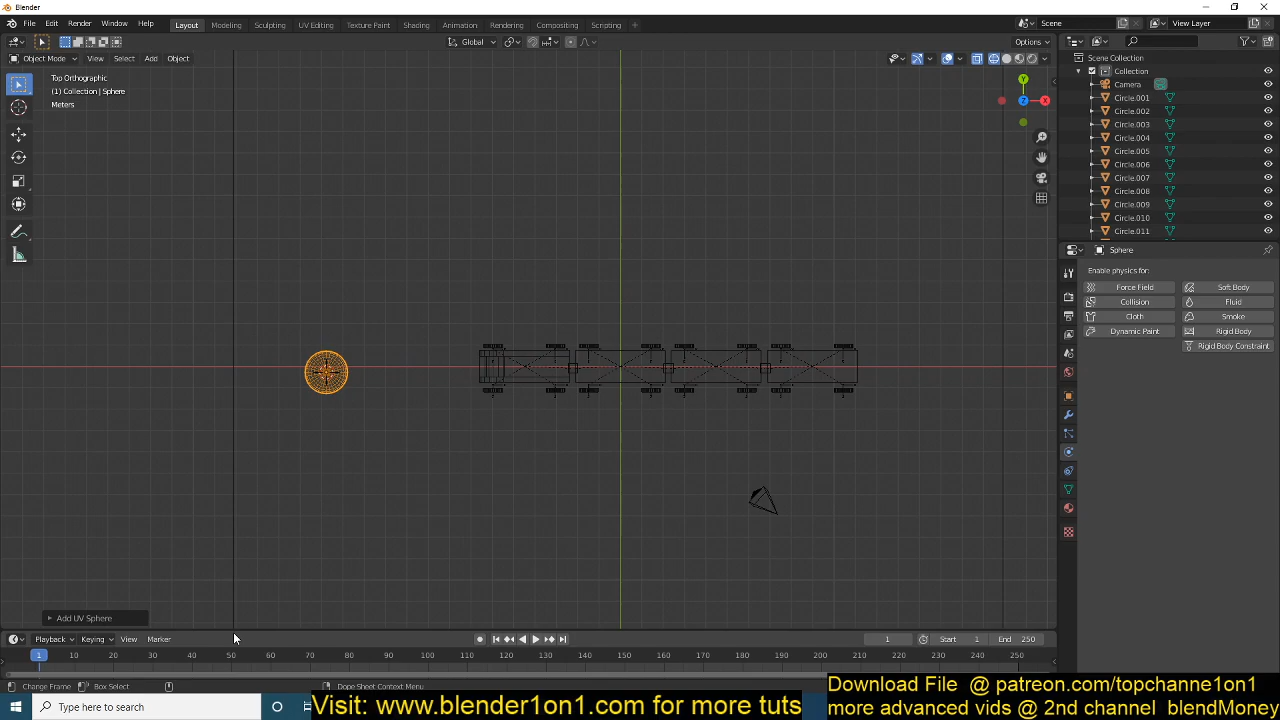 Blender
File Edit Render Window Help Layout Modeling Sculpting UV Editing Texture Paint Shading Animation Rendering Compositing Scripting + Scene View Layer
Global Options
Object Mode View Select Add Object
Top Orthographic
(1) Collection | Sphere
Meters
Y
Z X
Scene Collection
Collection
Camera
Circle.001
Circle.002
Circle.003
Circle.004
Circle.005
Circle.006
Circle.007
Circle.008
Circle.009
Circle.010
Circle.011
Sphere
Enable physics for:
Force Field Soft Body
Collision Fluid
Cloth Smoke
Dynamic Paint Rigid Body
Rigid Body Constraint
Add UV Sphere
Playback Keying View Marker 1 Start 1 End 250
1 10 20 30 40 50 60 70 80 90 100 110 120 130 140 150 160 170 180 190 200 210 220 230 240 250
Change Frame Box Select Dope Sheet Context Menu
Type here to search
Visit: www.blender1on1.com for more tuts
Download File @ patreon.com/topchanne1on1
more advanced vids @ 2nd channel blendMoney